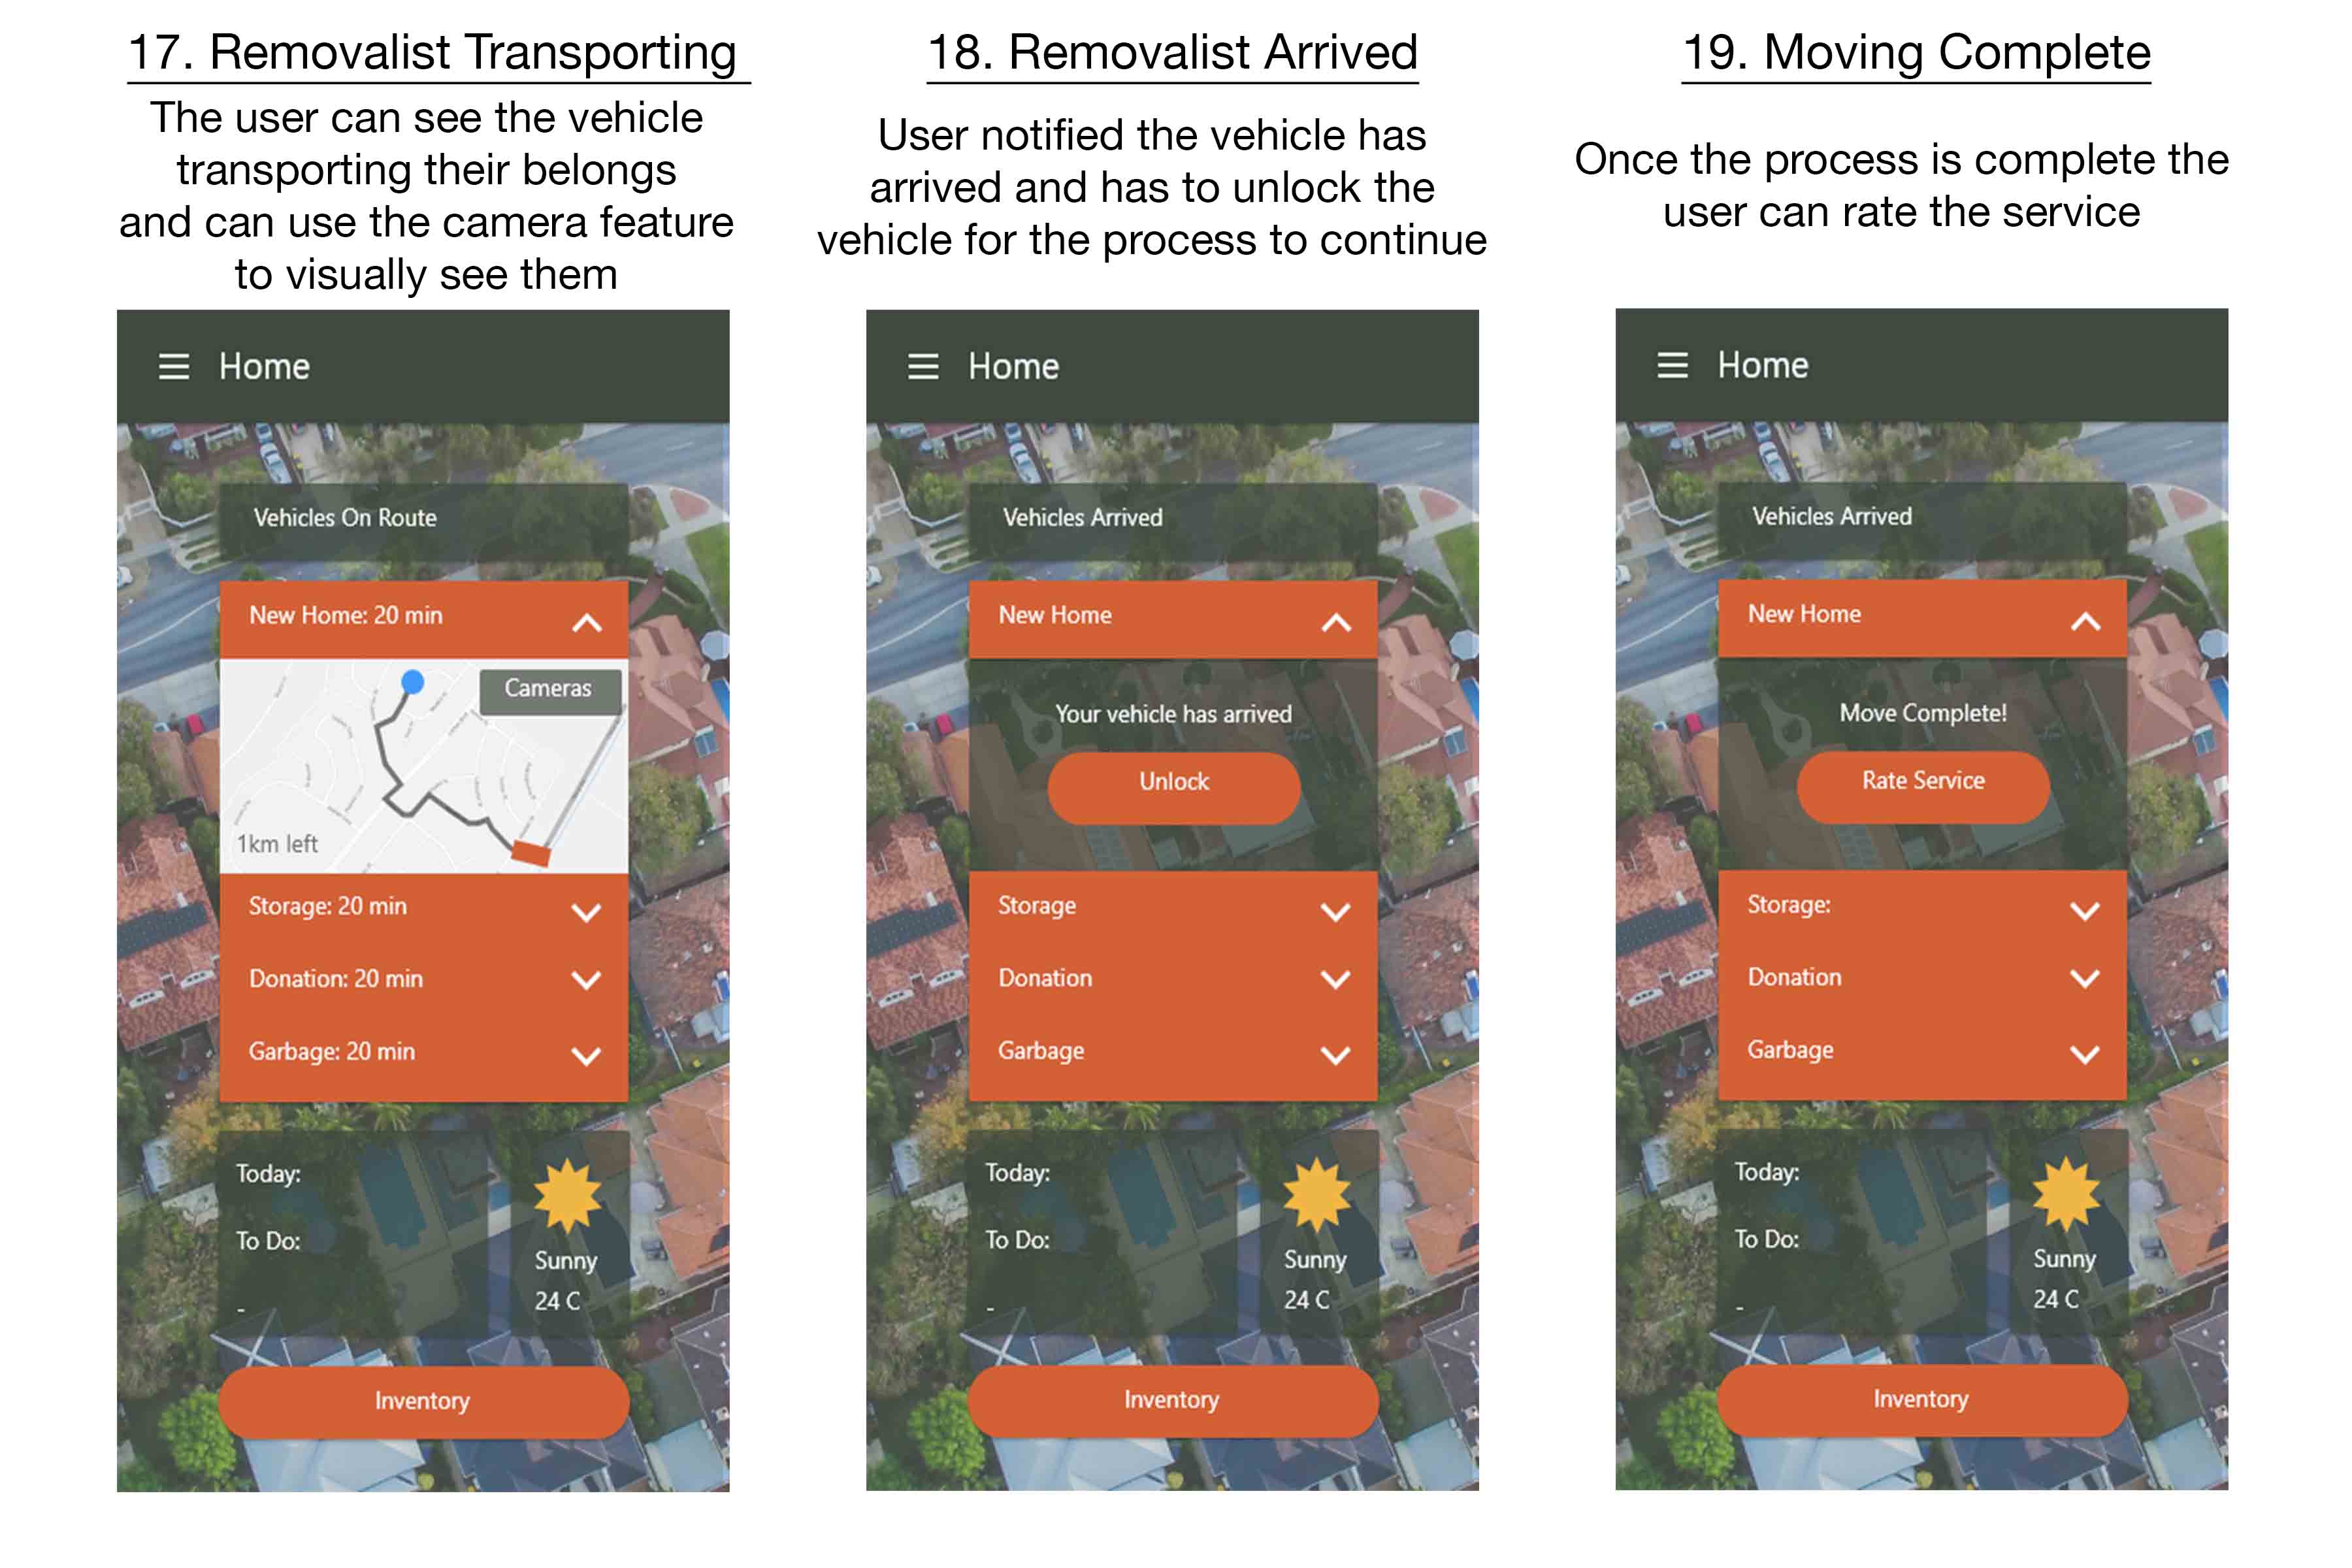 17. Removalist Transporting
The user can see the vehicle
transporting their belongs
and can use the camera feature
to visually see them
Home
Vehicles On Route
New Home: 20 min
Cameras
1km left
Storage: 20 min
Donation: 20 min
Garbage: 20 min
Today:
To Do:
-
Sunny
24 C
Inventory
18. Removalist Arrived
User notified the vehicle has
arrived and has to unlock the
vehicle for the process to continue
Home
Vehicles Arrived
New Home
Your vehicle has arrived
Unlock
Storage
Donation
Garbage
Today:
To Do:
-
Sunny
24 C
Inventory
19. Moving Complete
Once the process is complete the
user can rate the service
Home
Vehicles Arrived
New Home
Move Complete!
Rate Service
Storage:
Donation
Garbage
Today:
To Do:
-
Sunny
24 C
Inventory